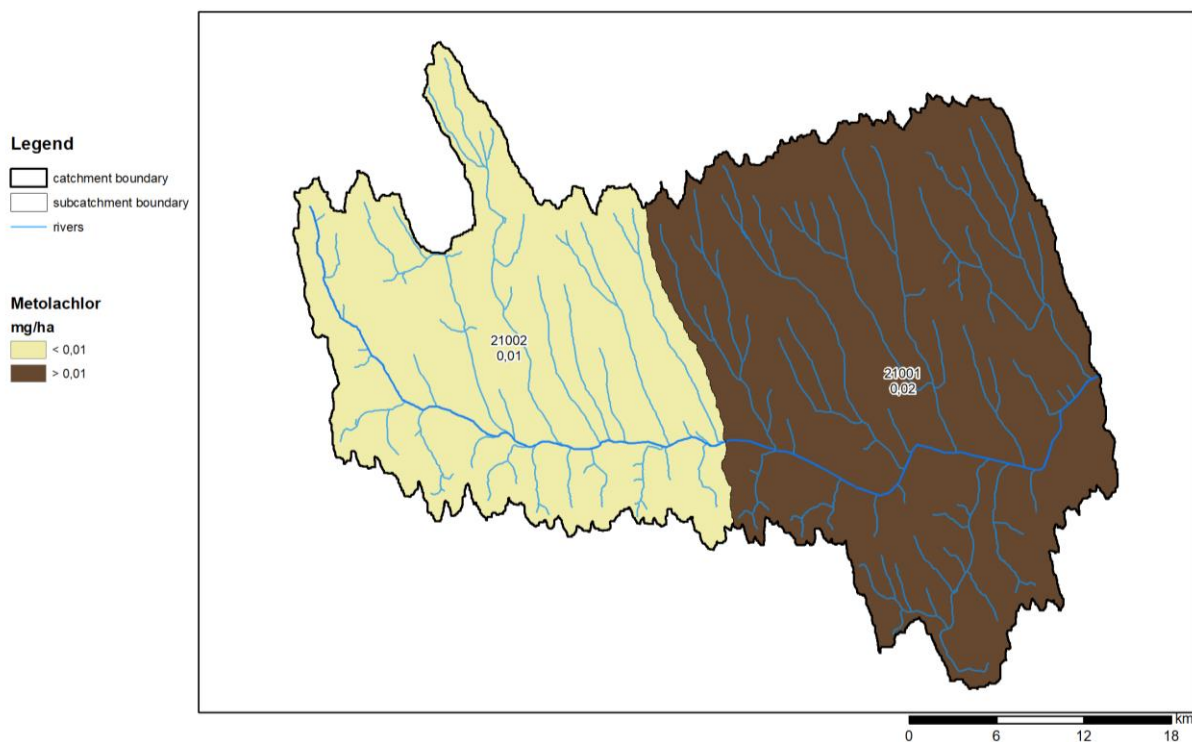 Legend
catchment boundary
subcatchment boundary
rivers
Metolachlor
mg/ha
< 0,01
> 0,01
21002
0,01
21001
0,02
km
0 6 12 18